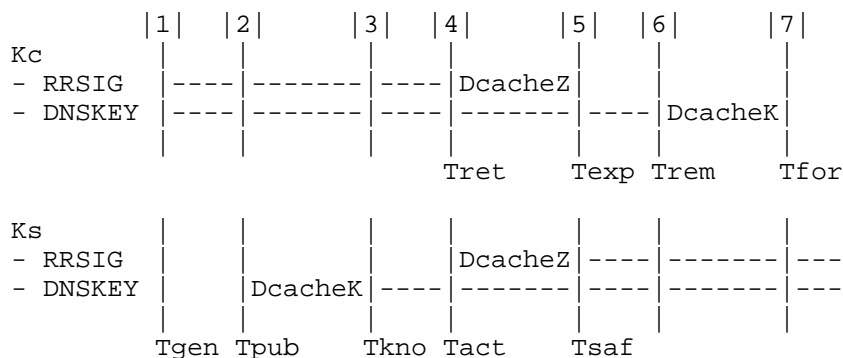 |1| |2| |3| |4| |5| |6| |7|
Kc | | | | | | |
- RRSIG |----|-------|----|DcacheZ| | |
- DNSKEY |----|-------|----|-------|----|DcacheK|
| | | | | | |
Tret Texp Trem Tfor
Ks | | | | | | |
- RRSIG | | | |DcacheZ|----|-------|---
- DNSKEY | |DcacheK|----|-------|----|-------|---
| | | | | | |
Tgen Tpub Tkno Tact Tsaf